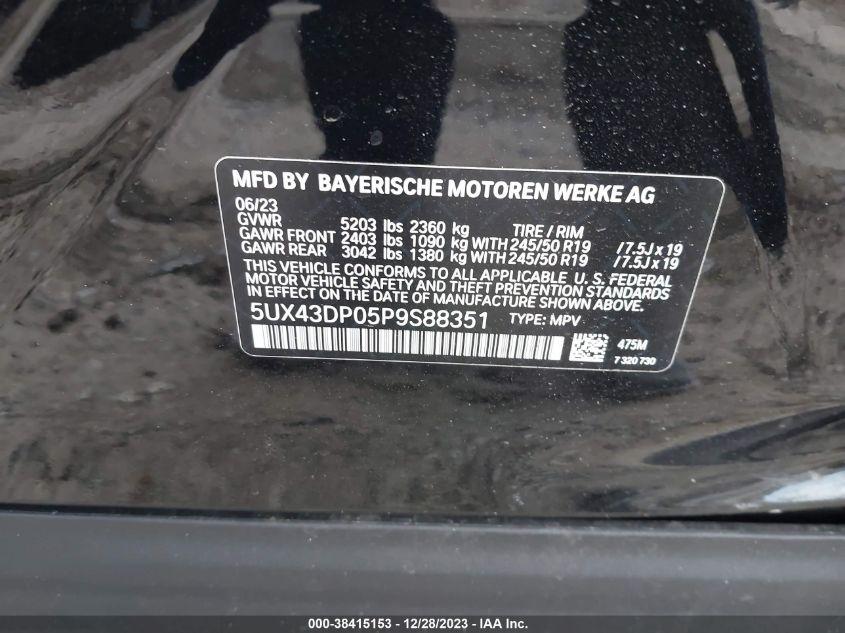 MFD BY BAYERISCHE MOTOREN WERKE AG
06/23
GVWR 5203 lbs 2360 kg TIRE / RIM
GAWR FRONT 2403 lbs 1090 kg WITH 245/50 R19 /7.5J x 19
GAWR REAR 3042 lbs 1380 kg WITH 245/50 R19 /7.5J x 19
THIS VEHICLE CONFORMS TO ALL APPLICABLE U. S. FEDERAL
MOTOR VEHICLE SAFETY AND THEFT PREVENTION STANDARDS
IN EFFECT ON THE DATE OF MANUFACTURE SHOWN ABOVE.
5UX43DP05P9S88351 TYPE: MPV
475M
7 320 730
000-38415153 - 12/28/2023 - IAA Inc.